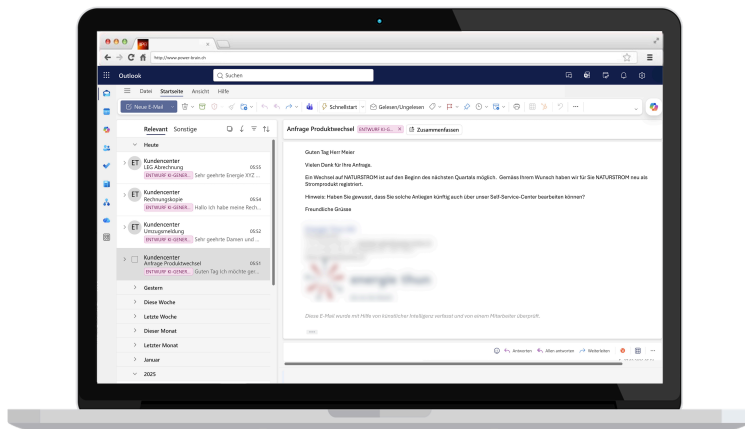 http://www.power-brain.ch
Outlook
Suchen
Datei Startseite Ansicht Hilfe
Neue E-Mail
Schnellstart
Gelesen/Ungelesen
Relevant Sonstige
Heute
ET
Kundencenter
LEG Abrechnung 05:55
ENTWURF KI-GENER... Sehr geehrte Energie XYZ ...
ET
Kundencenter
Rechnungskopie 05:54
ENTWURF KI-GENER... Hallo Ich habe meine Rech...
ET
Kundencenter
Umzugsmeldung 05:52
ENTWURF KI-GENER... Sehr geehrte Damen und ...
Kundencenter
Anfrage Produktwechsel 05:51
ENTWURF KI-GENER... Guten Tag Ich möchte ger...
Gestern
Diese Woche
Letzte Woche
Dieser Monat
Letzter Monat
Januar
2025
Anfrage Produktwechsel ENTWURF KI-G... × Zusammenfassen
Guten Tag Herr Meier
Vielen Dank für Ihre Anfrage.
Ein Wechsel auf NATURSTROM ist auf den Beginn des nächsten Quartals möglich. Gemäss Ihrem Wunsch haben wir für Sie NATURSTROM neu als
Stromprodukt registriert.
Hinweis: Haben Sie gewusst, dass Sie solche Anliegen künftig auch über unser Self-Service-Center bearbeiten können?
Freundliche Grüsse
energie thun
Diese E-Mail wurde mit Hilfe von künstlicher Intelligenz verfasst und von einem Mitarbeiter überprüft.
Antworten Allen antworten Weiterleiten